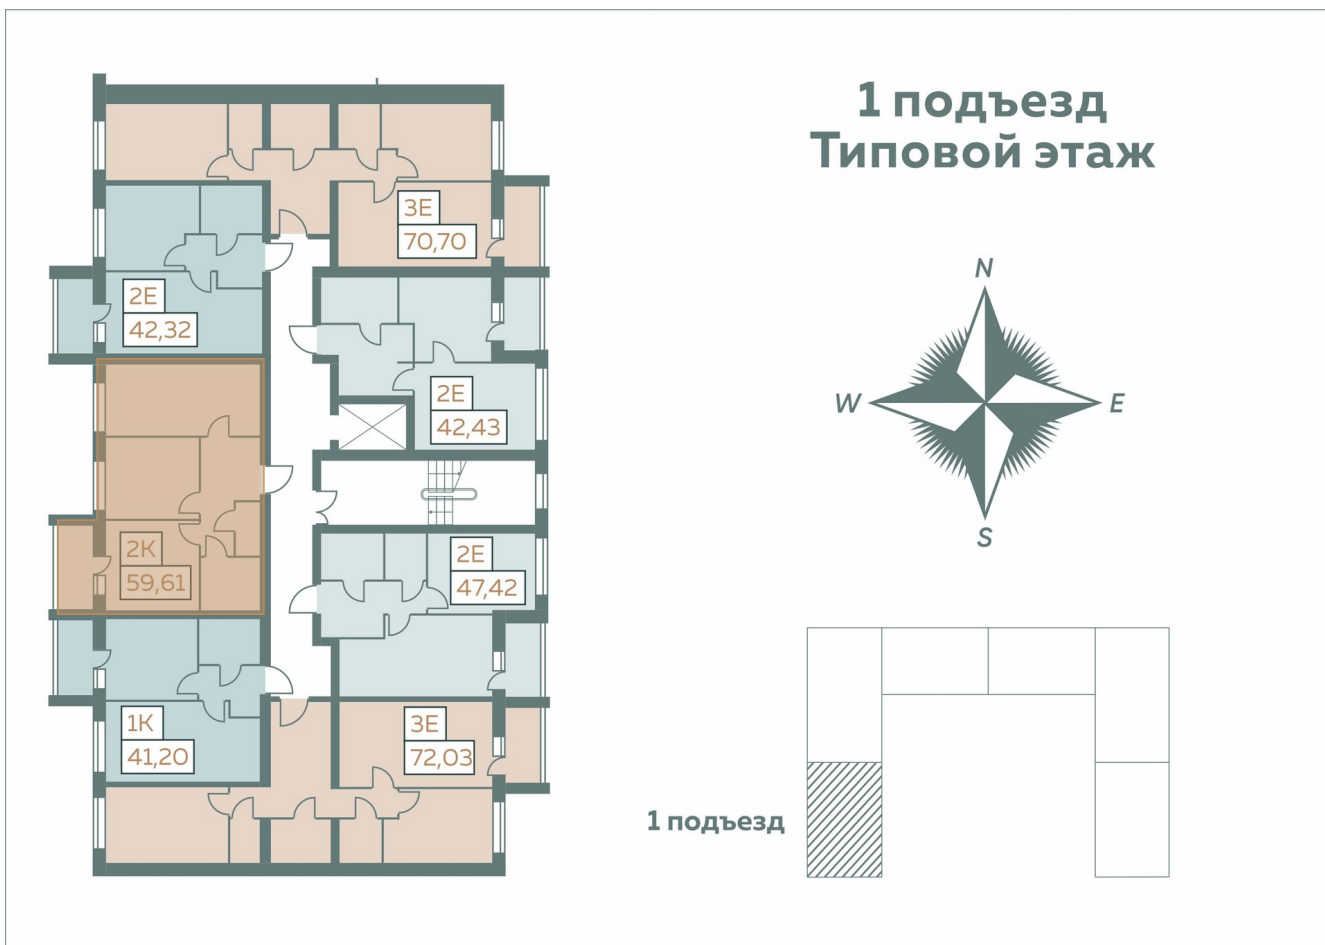 1 подъезд
Типовой этаж
3Е
70,70
2Е
42,32
2Е
42,43
2К
59,61
2Е
47,42
1К
41,20
3Е
72,03
N
W
E
S
1 подъезд